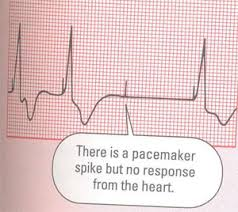 There is a pacemaker
spike but no response
from the heart.